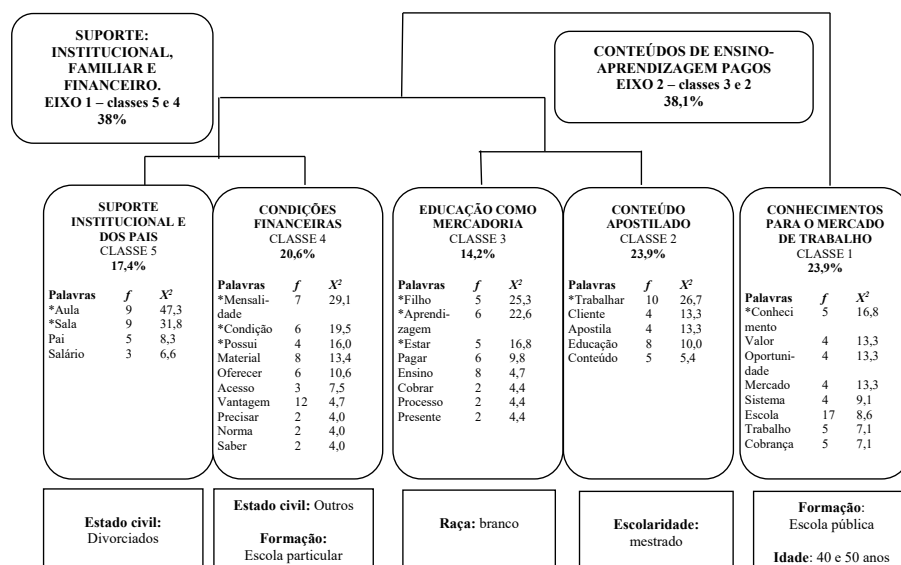 SUPORTE:
INSTITUCIONAL,
FAMILIAR E
FINANCEIRO.
EIXO 1 – classes 5 e 4
38%
CONTEÚDOS DE ENSINO-
APRENDIZAGEM PAGOS
EIXO 2 – classes 3 e 2
38,1%
SUPORTE
INSTITUCIONAL E
DOS PAIS
CLASSE 5
17,4%
Palavras f X²
*Aula 9 47,3
*Sala 9 31,8
Pai 5 8,3
Salário 3 6,6
CONDIÇÕES
FINANCEIRAS
CLASSE 4
20,6%
Palavras f X²
*Mensali- 7 29,1
dade
*Condição 6 19,5
*Possui 4 16,0
Material 8 13,4
Oferecer 6 10,6
Acesso 3 7,5
Vantagem 12 4,7
Precisar 2 4,0
Norma 2 4,0
Saber 2 4,0
EDUCAÇÃO COMO
MERCADORIA
CLASSE 3
14,2%
Palavras f X²
*Filho 5 25,3
*Aprendi- 6 22,6
zagem
*Estar 5 16,8
Pagar 6 9,8
Ensino 8 4,7
Cobrar 2 4,4
Processo 2 4,4
Presente 2 4,4
CONTEÚDO
APOSTILADO
CLASSE 2
23,9%
Palavras f X²
*Trabalhar 10 26,7
Cliente 4 13,3
Apostila 4 13,3
Educação 8 10,0
Conteúdo 5 5,4
CONHECIMENTOS
PARA O MERCADO
DE TRABALHO
CLASSE 1
23,9%
Palavras f X²
*Conheci 5 16,8
mento
Valor 4 13,3
Oportuni- 4 13,3
dade
Mercado 4 13,3
Sistema 4 9,1
Escola 17 8,6
Trabalho 5 7,1
Cobrança 5 7,1
Estado civil:
Divorciados
Estado civil: Outros
Formação:
Escola particular
Raça: branco
Escolaridade:
mestrado
Formação:
Escola pública
Idade: 40 e 50 anos